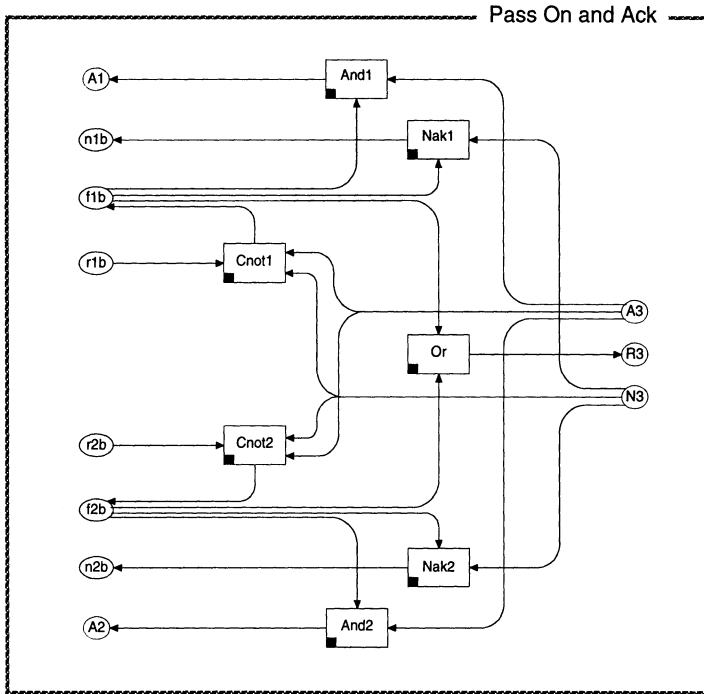 Pass On and Ack
A1
And1
n1b
Nak1
f1b
r1b
Cnot1
A3
Or
R3
N3
r2b
Cnot2
f2b
n2b
Nak2
A2
And2